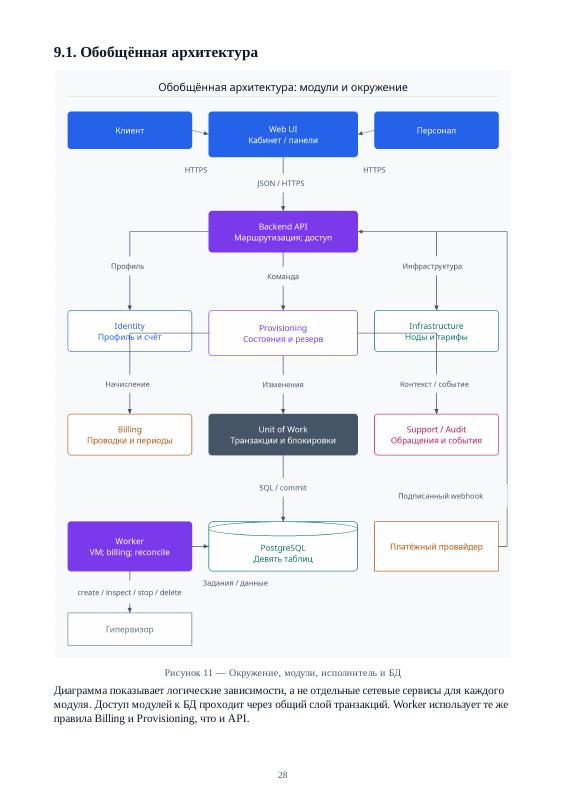 9.1. Обобщённая архитектура
Обобщённая архитектура: модули и окружение
Клиент
Web UI
Кабинет / панели
Персонал
HTTPS
HTTPS
JSON / HTTPS
Backend API
Маршрутизация; доступ
Профиль
Команда
Инфраструктура
Identity
Профиль и счёт
Provisioning
Состояния и резерв
Infrastructure
Ноды и тарифы
Начисление
Изменения
Контекст / событие
Billing
Проводки и периоды
Unit of Work
Транзакции и блокировки
Support / Audit
Обращения и события
SQL / commit
Подписанный webhook
Worker
VM; billing; reconcile
PostgreSQL
Девять таблиц
Платёжный провайдер
Задания / данные
create / inspect / stop / delete
Гипервизор
Рисунок 11 — Окружение, модули, исполнитель и БД
Диаграмма показывает логические зависимости, а не отдельные сетевые сервисы для каждого
модуля. Доступ модулей к БД проходит через общий слой транзакций. Worker использует те же
правила Billing и Provisioning, что и API.
28